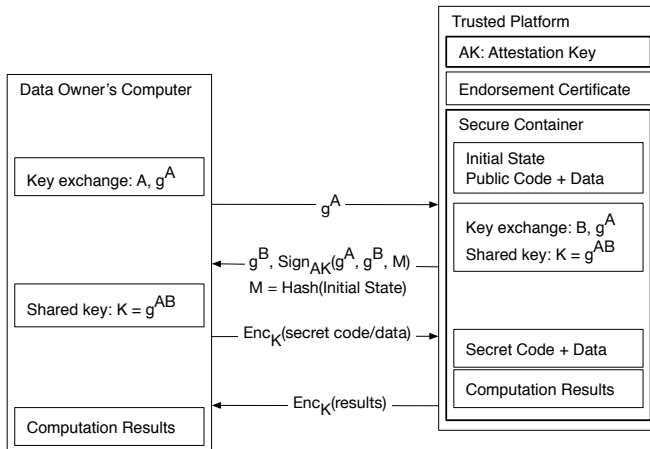 Trusted Platform
AK: Attestation Key
Data Owner's Computer
Endorsement Certificate
Secure Container
Initial State
Public Code + Data
Key exchange: A, g^A
g^A
Key exchange: B, g^A
Shared key: K = g^AB
g^B, Sign_AK(g^A, g^B, M)
M = Hash(Initial State)
Shared key: K = g^AB
Enc_K(secret code/data)
Secret Code + Data
Computation Results
Enc_K(results)
Computation Results